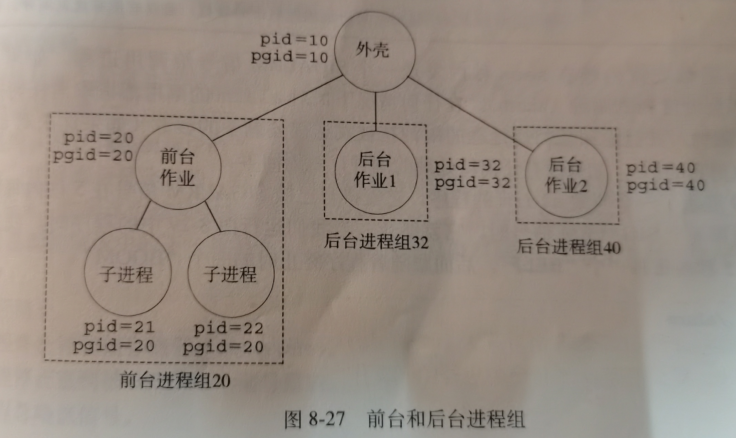 pid=10
pgid=10
外壳
pid=20
pgid=20
前台
作业
后台
作业1
pid=32
pgid=32
后台
作业2
pid=40
pgid=40
后台进程组32
后台进程组40
子进程
子进程
pid=21
pgid=20
pid=22
pgid=20
前台进程组20
图 8-27 前台和后台进程组